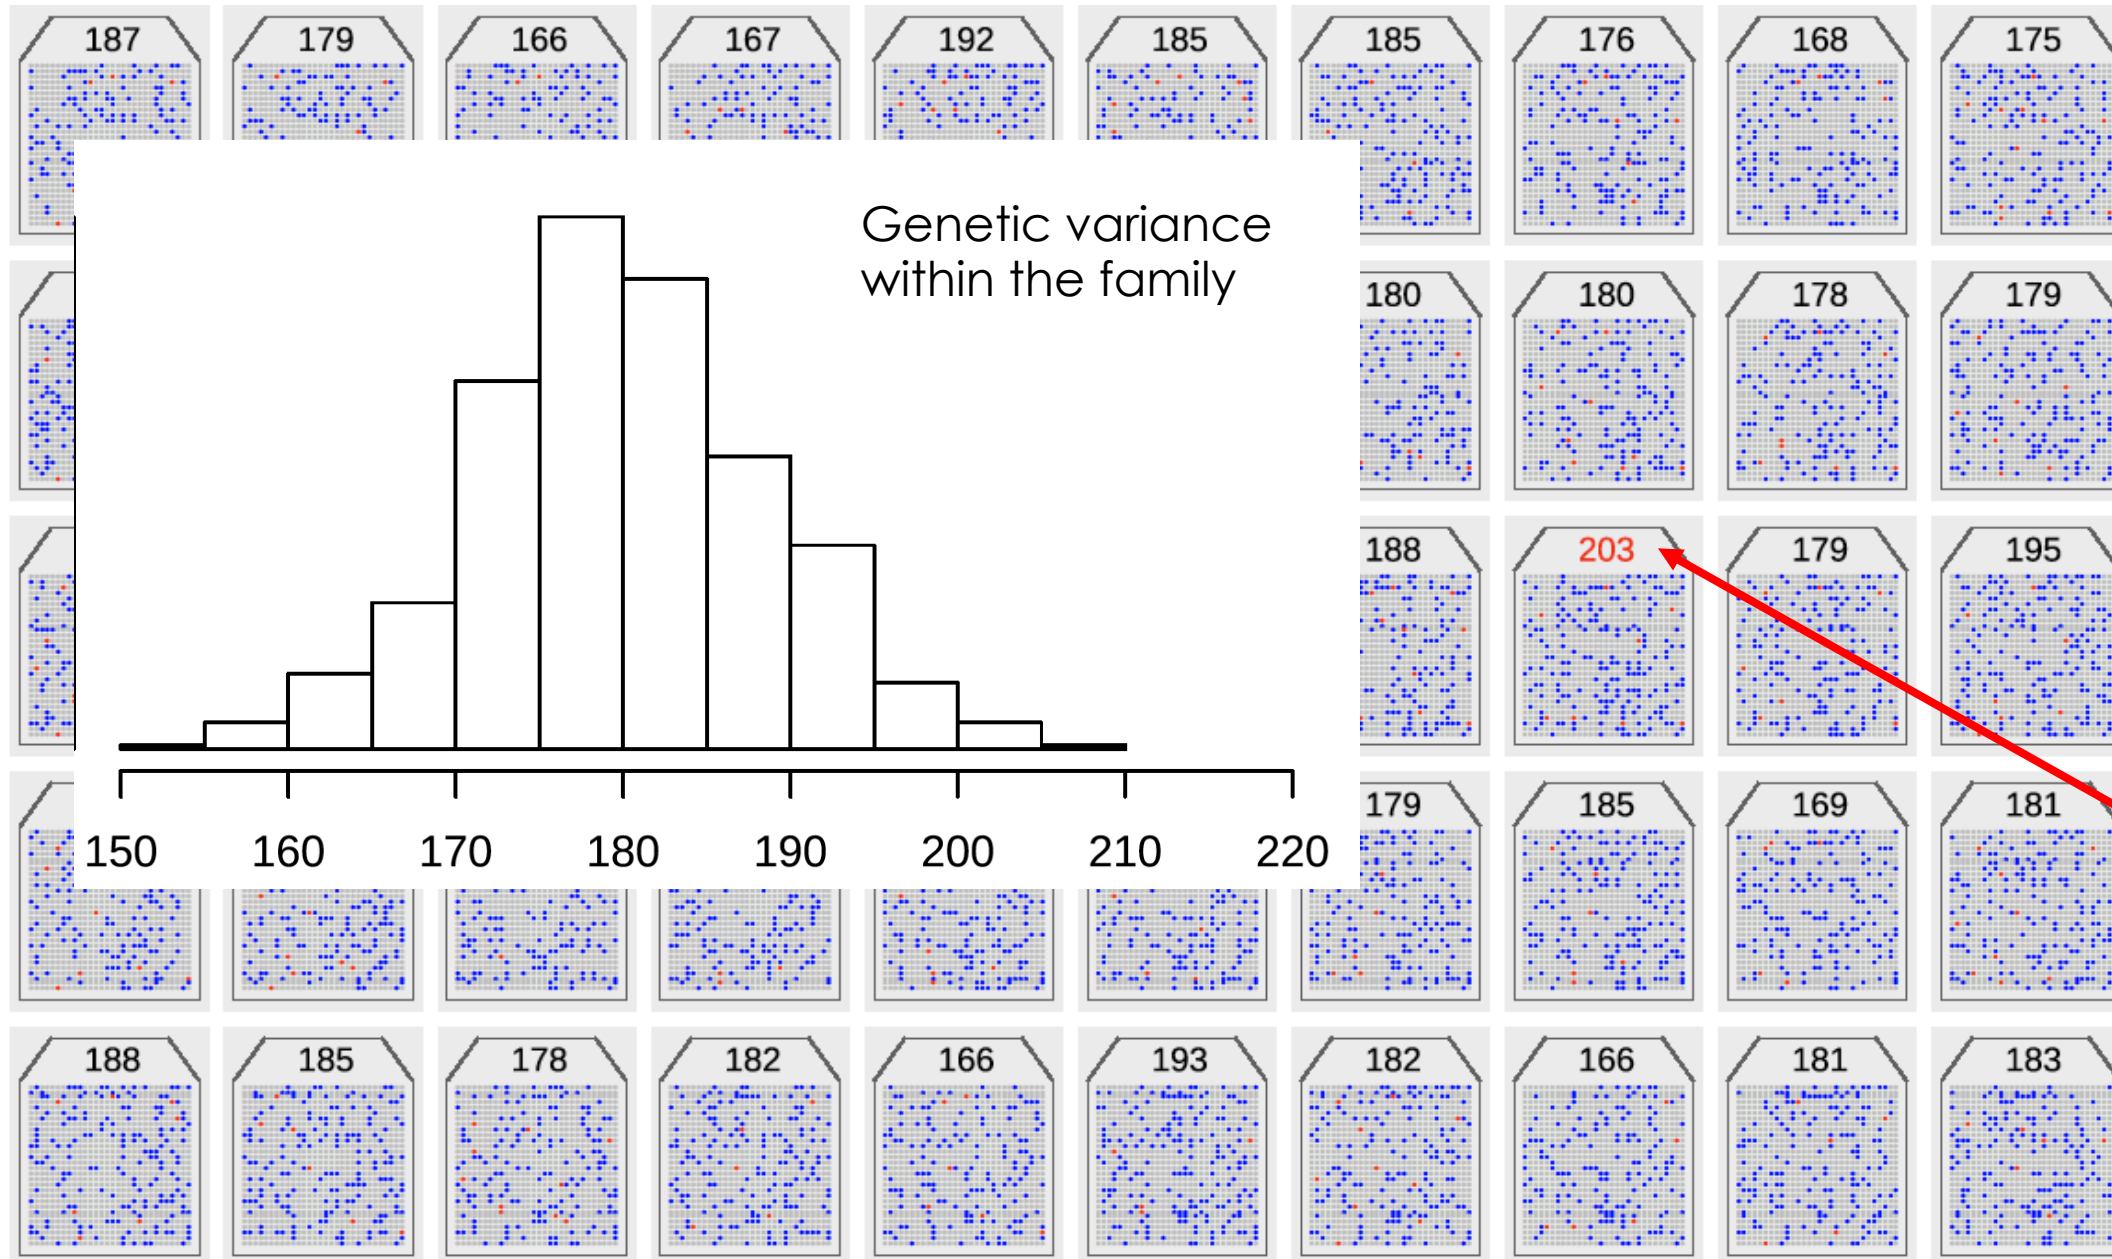 187 179 166 167 192 185 185 176 168 175
Genetic variance
within the family
180 180 178 179
188 203 179 195
179 185 169 181
150 160 170 180 190 200 210 220
188 185 178 182 166 193 182 166 181 183